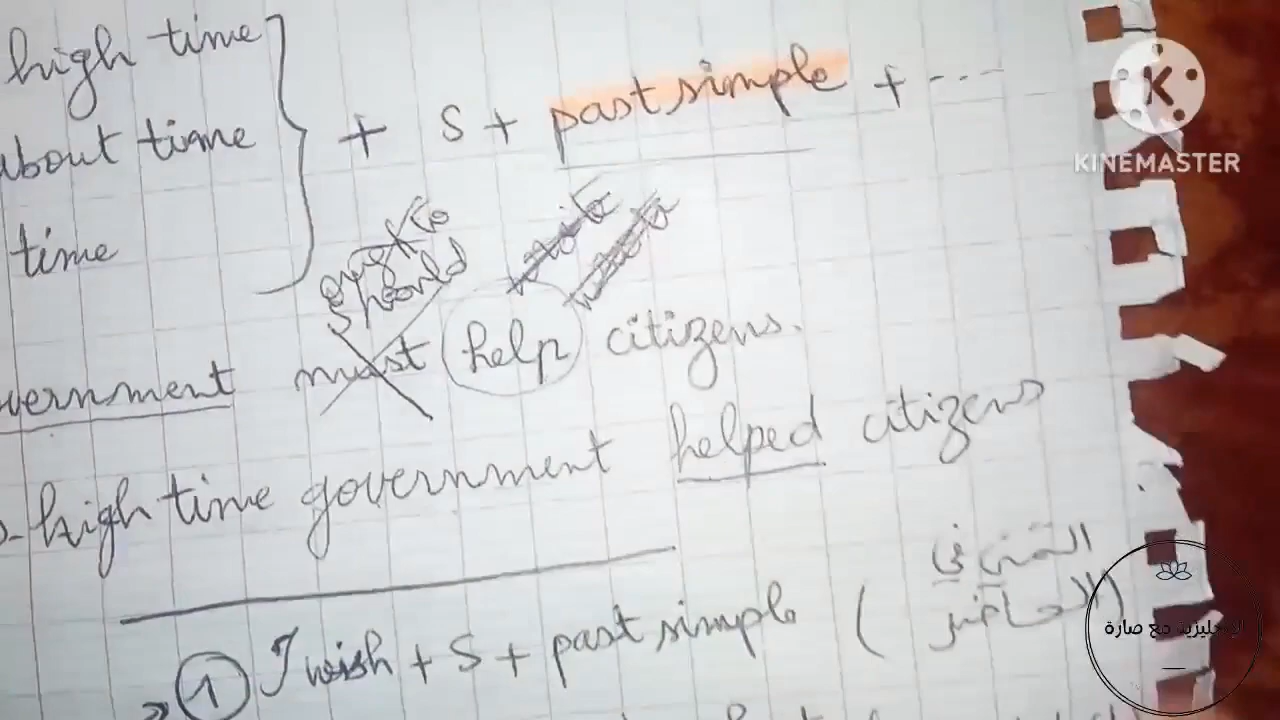 high time
about time
time
+ S + past simple + ---
KINEMASTER
ought to
should
vernment must help citizens.
high time government helped citizens
1 I wish + S + past simple (التمني في
الحاضر)
الإنجليزية مع صارة